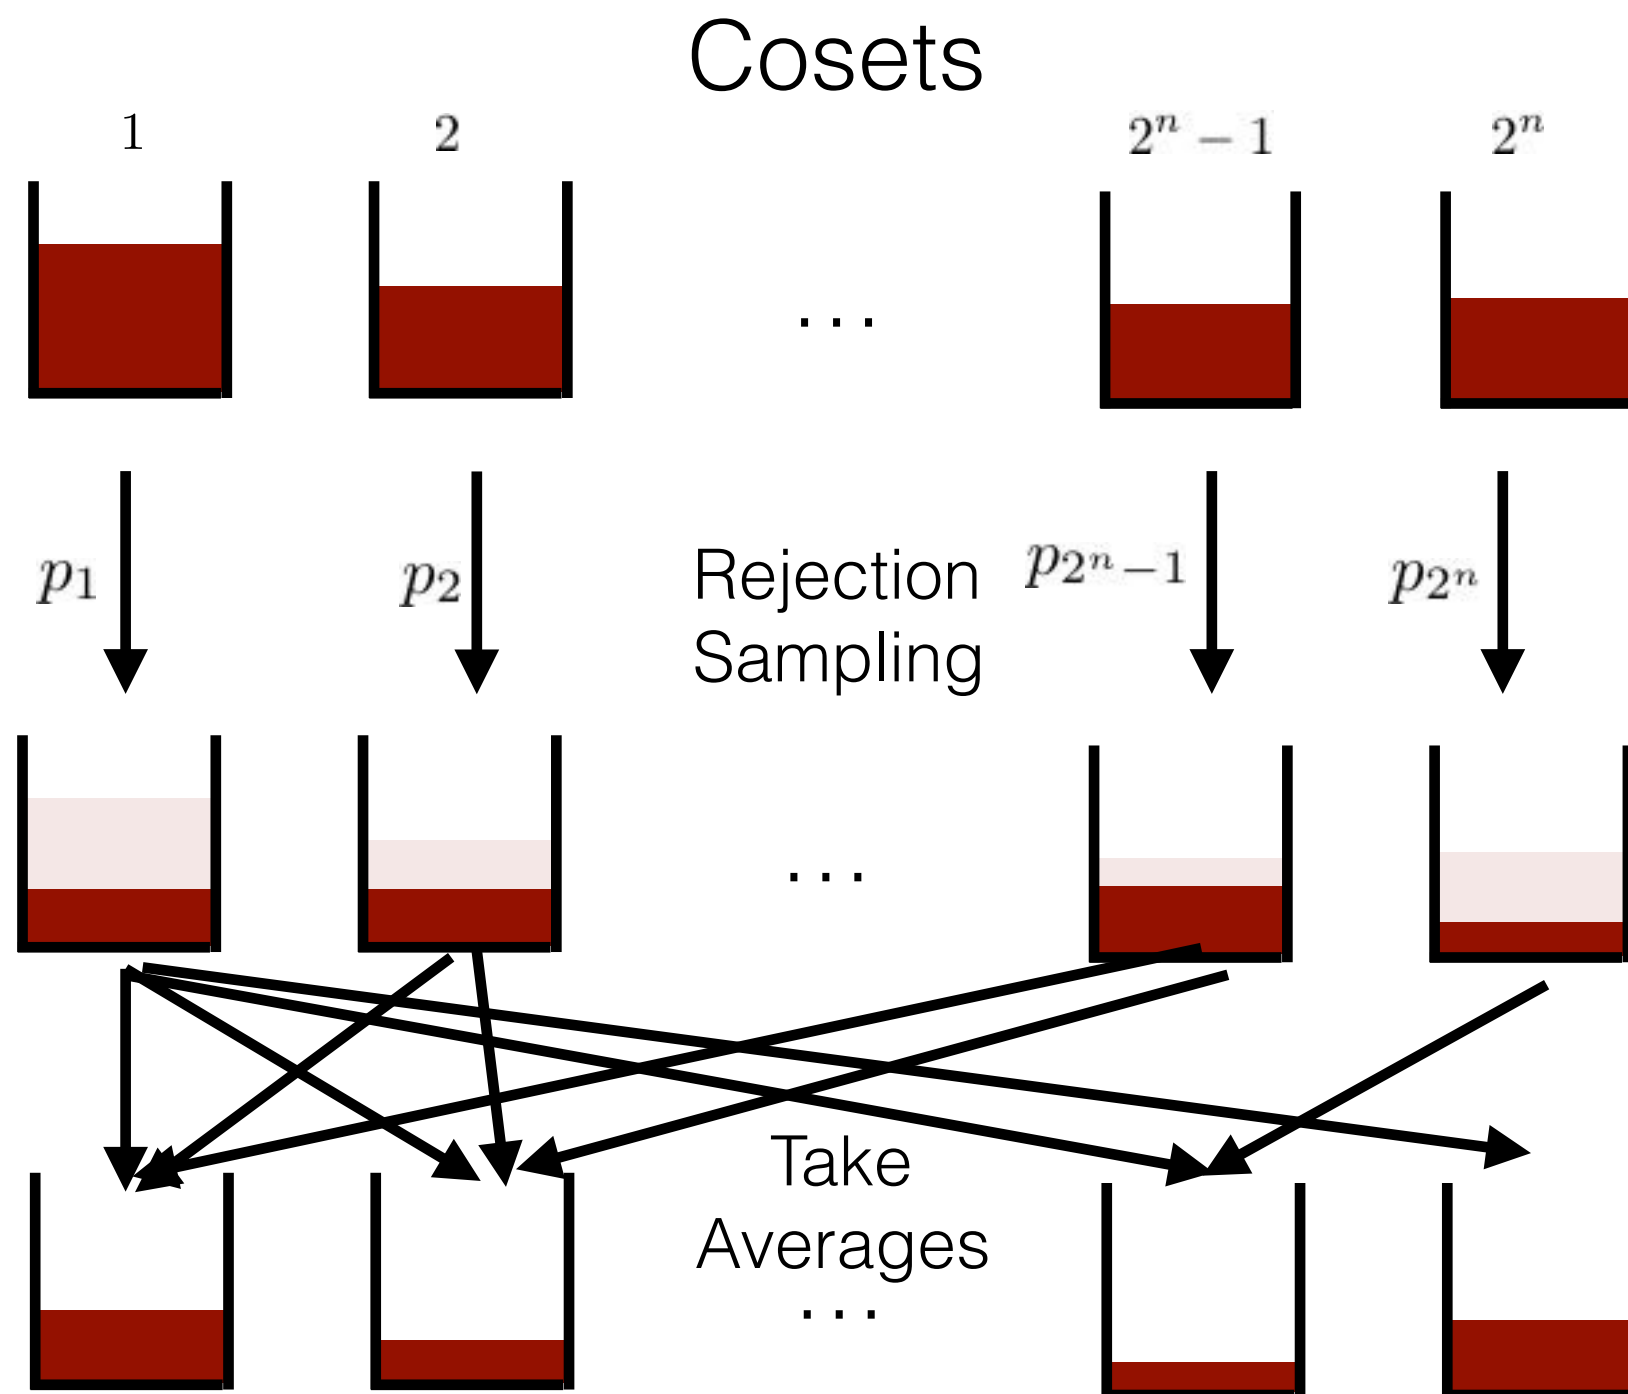 Cosets
1 2 2^n − 1 2^n
. . .
p_1 p_2 Rejection p_{2^n−1} p_{2^n}
Sampling
. . .
Take
Averages
. . .